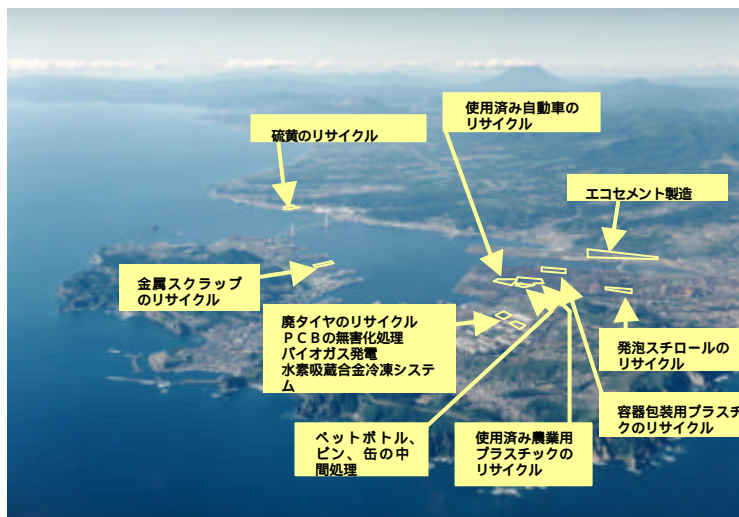 使用済み自動車の
リサイクル
硫黄のリサイクル
エコセメント製造
金属スクラップ
のリサイクル
廃タイヤのリサイクル
ＰＣＢの無害化処理
バイオガス発電
水素吸蔵合金冷凍システ
ム
発泡スチロールの
リサイクル
容器包装用プラスチ
クのリサイクル
ペットボトル、
ビン、缶の中
間処理
使用済み農業用
プラスチックの
リサイクル